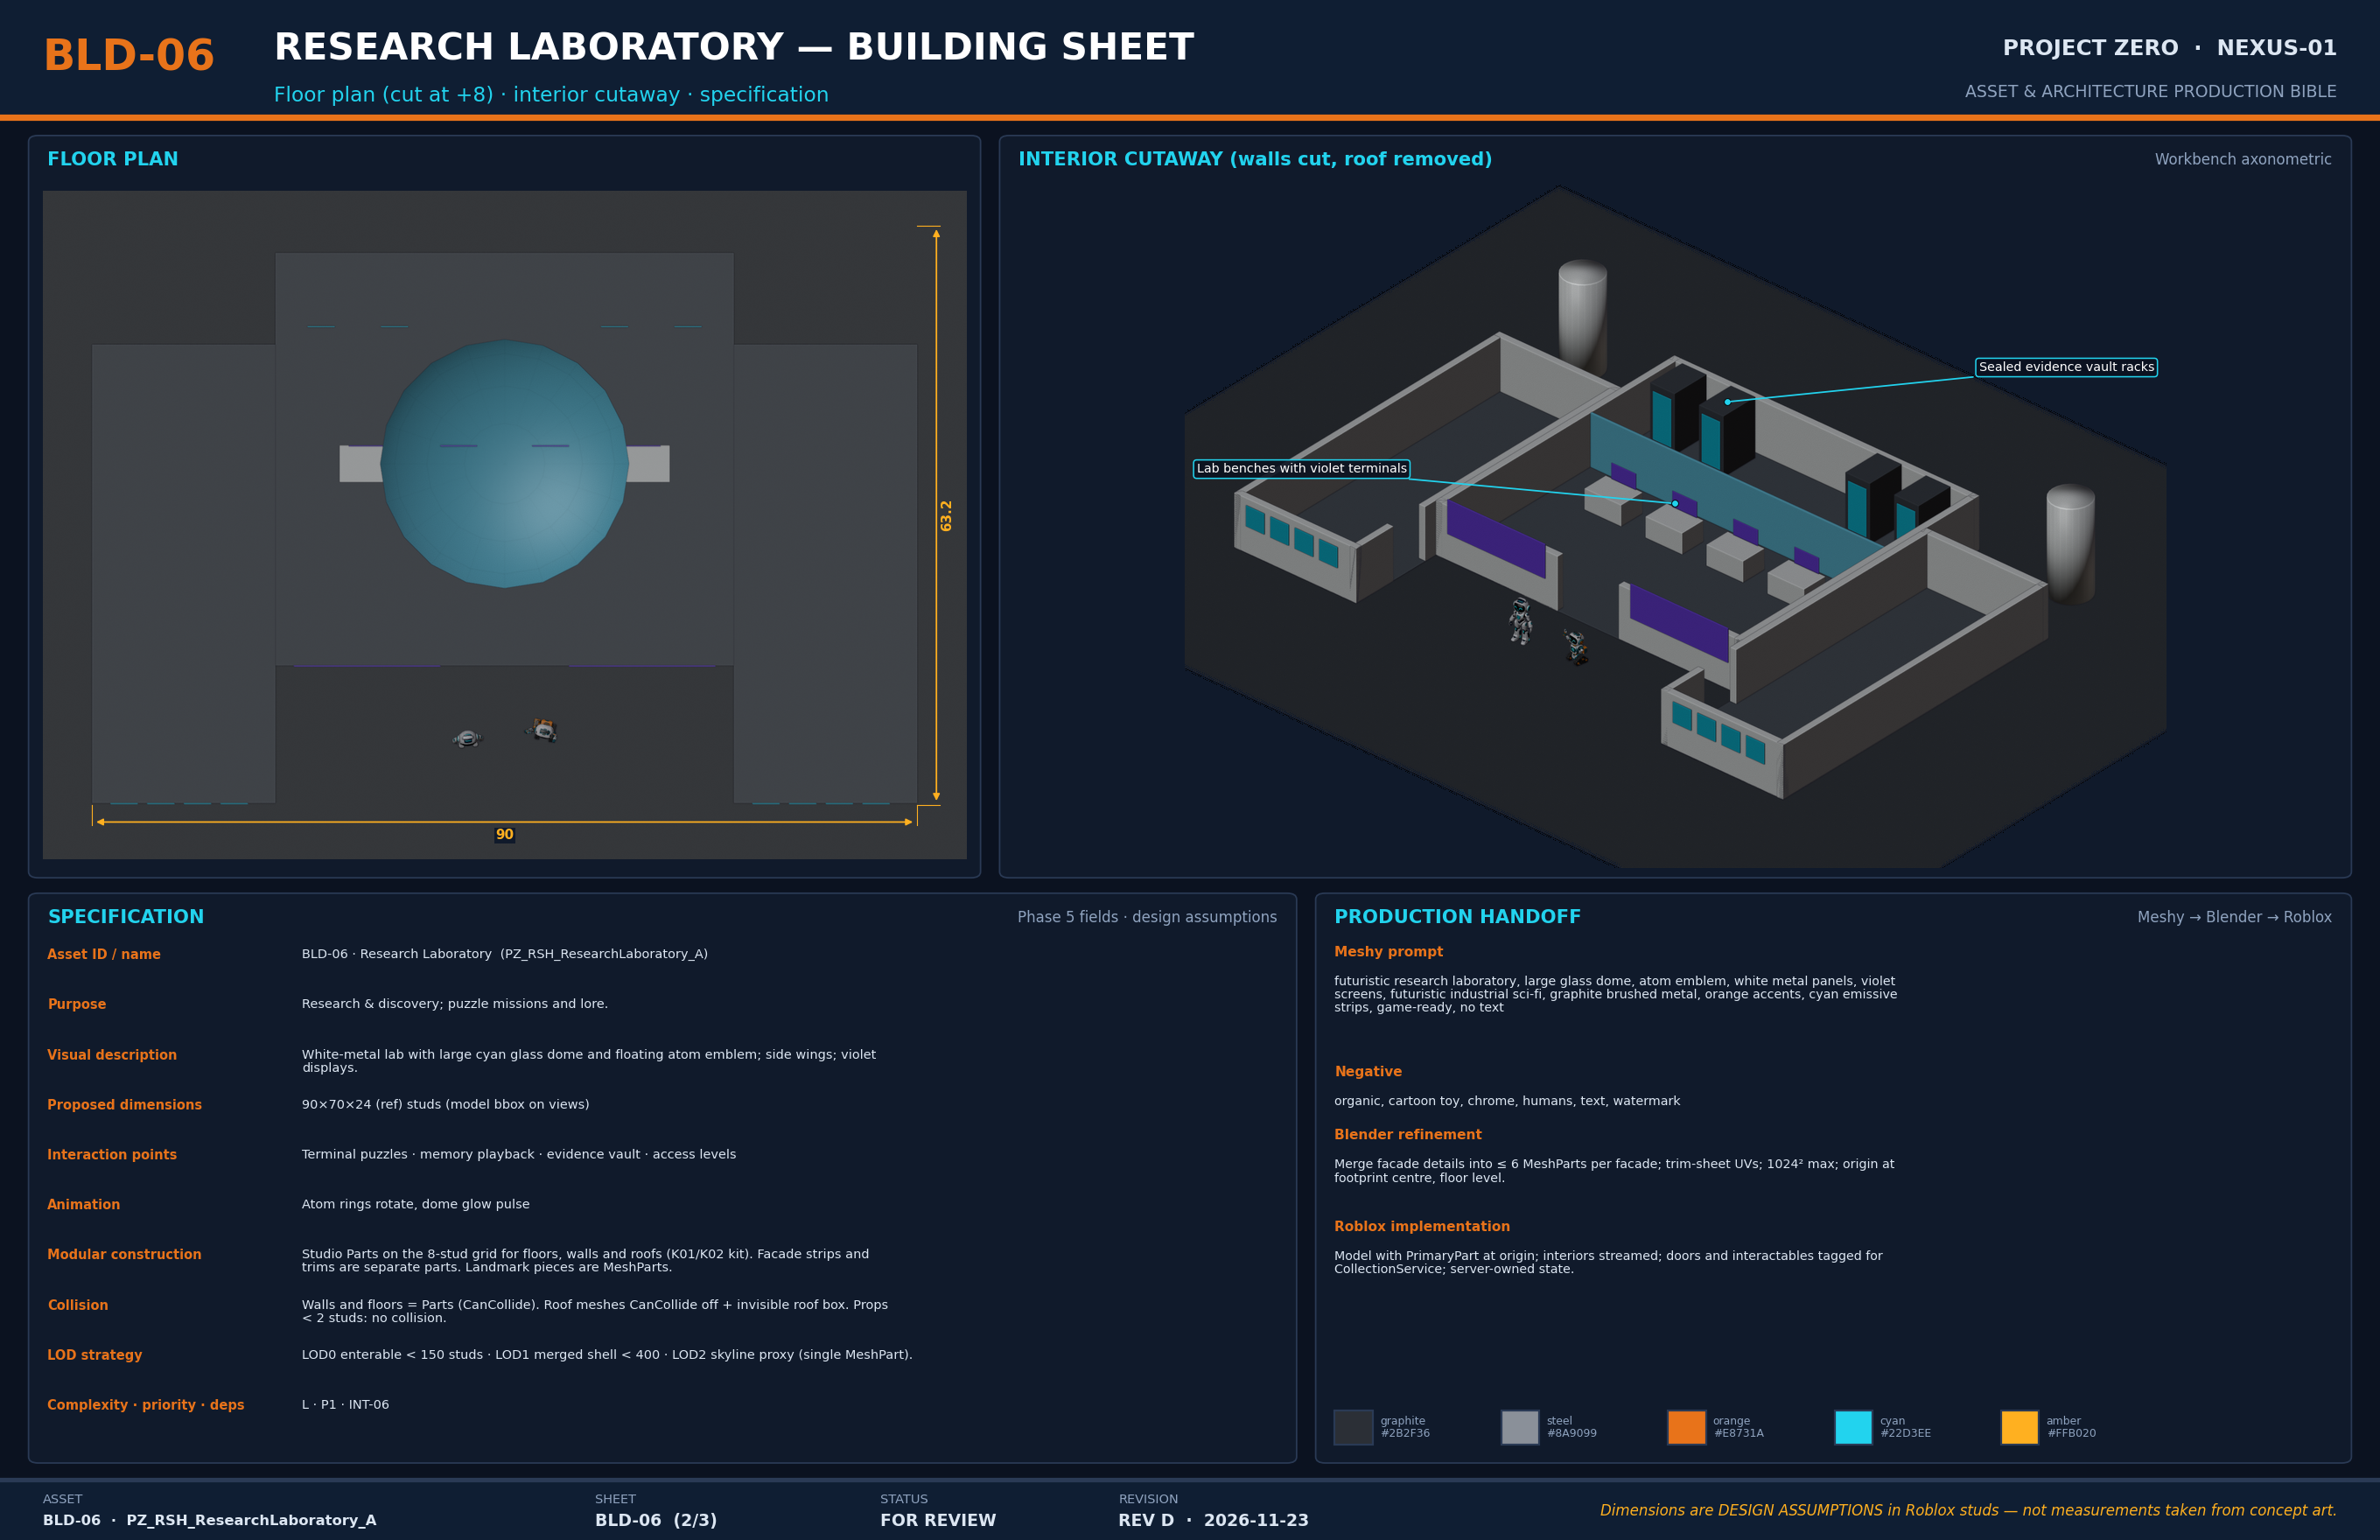 BLD-06
RESEARCH LABORATORY — BUILDING SHEET
Floor plan (cut at +8) · interior cutaway · specification
PROJECT ZERO · NEXUS-01
ASSET & ARCHITECTURE PRODUCTION BIBLE
FLOOR PLAN
63.2
90
INTERIOR CUTAWAY (walls cut, roof removed)
Workbench axonometric
Sealed evidence vault racks
Lab benches with violet terminals
SPECIFICATION
Phase 5 fields · design assumptions
Asset ID / name
BLD-06 · Research Laboratory (PZ_RSH_ResearchLaboratory_A)
Purpose
Research & discovery; puzzle missions and lore.
Visual description
White-metal lab with large cyan glass dome and floating atom emblem; side wings; violet
displays.
Proposed dimensions
90×70×24 (ref) studs (model bbox on views)
Interaction points
Terminal puzzles · memory playback · evidence vault · access levels
Animation
Atom rings rotate, dome glow pulse
Modular construction
Studio Parts on the 8-stud grid for floors, walls and roofs (K01/K02 kit). Facade strips and
trims are separate parts. Landmark pieces are MeshParts.
Collision
Walls and floors = Parts (CanCollide). Roof meshes CanCollide off + invisible roof box. Props
< 2 studs: no collision.
LOD strategy
LOD0 enterable < 150 studs · LOD1 merged shell < 400 · LOD2 skyline proxy (single MeshPart).
Complexity · priority · deps
L · P1 · INT-06
PRODUCTION HANDOFF
Meshy → Blender → Roblox
Meshy prompt
futuristic research laboratory, large glass dome, atom emblem, white metal panels, violet
screens, futuristic industrial sci-fi, graphite brushed metal, orange accents, cyan emissive
strips, game-ready, no text
Negative
organic, cartoon toy, chrome, humans, text, watermark
Blender refinement
Merge facade details into ≤ 6 MeshParts per facade; trim-sheet UVs; 1024² max; origin at
footprint centre, floor level.
Roblox implementation
Model with PrimaryPart at origin; interiors streamed; doors and interactables tagged for
CollectionService; server-owned state.
graphite
#2B2F36
steel
#8A9099
orange
#E8731A
cyan
#22D3EE
amber
#FFB020
ASSET
BLD-06 · PZ_RSH_ResearchLaboratory_A
SHEET
BLD-06 (2/3)
STATUS
FOR REVIEW
REVISION
REV D · 2026-11-23
Dimensions are DESIGN ASSUMPTIONS in Roblox studs — not measurements taken from concept art.